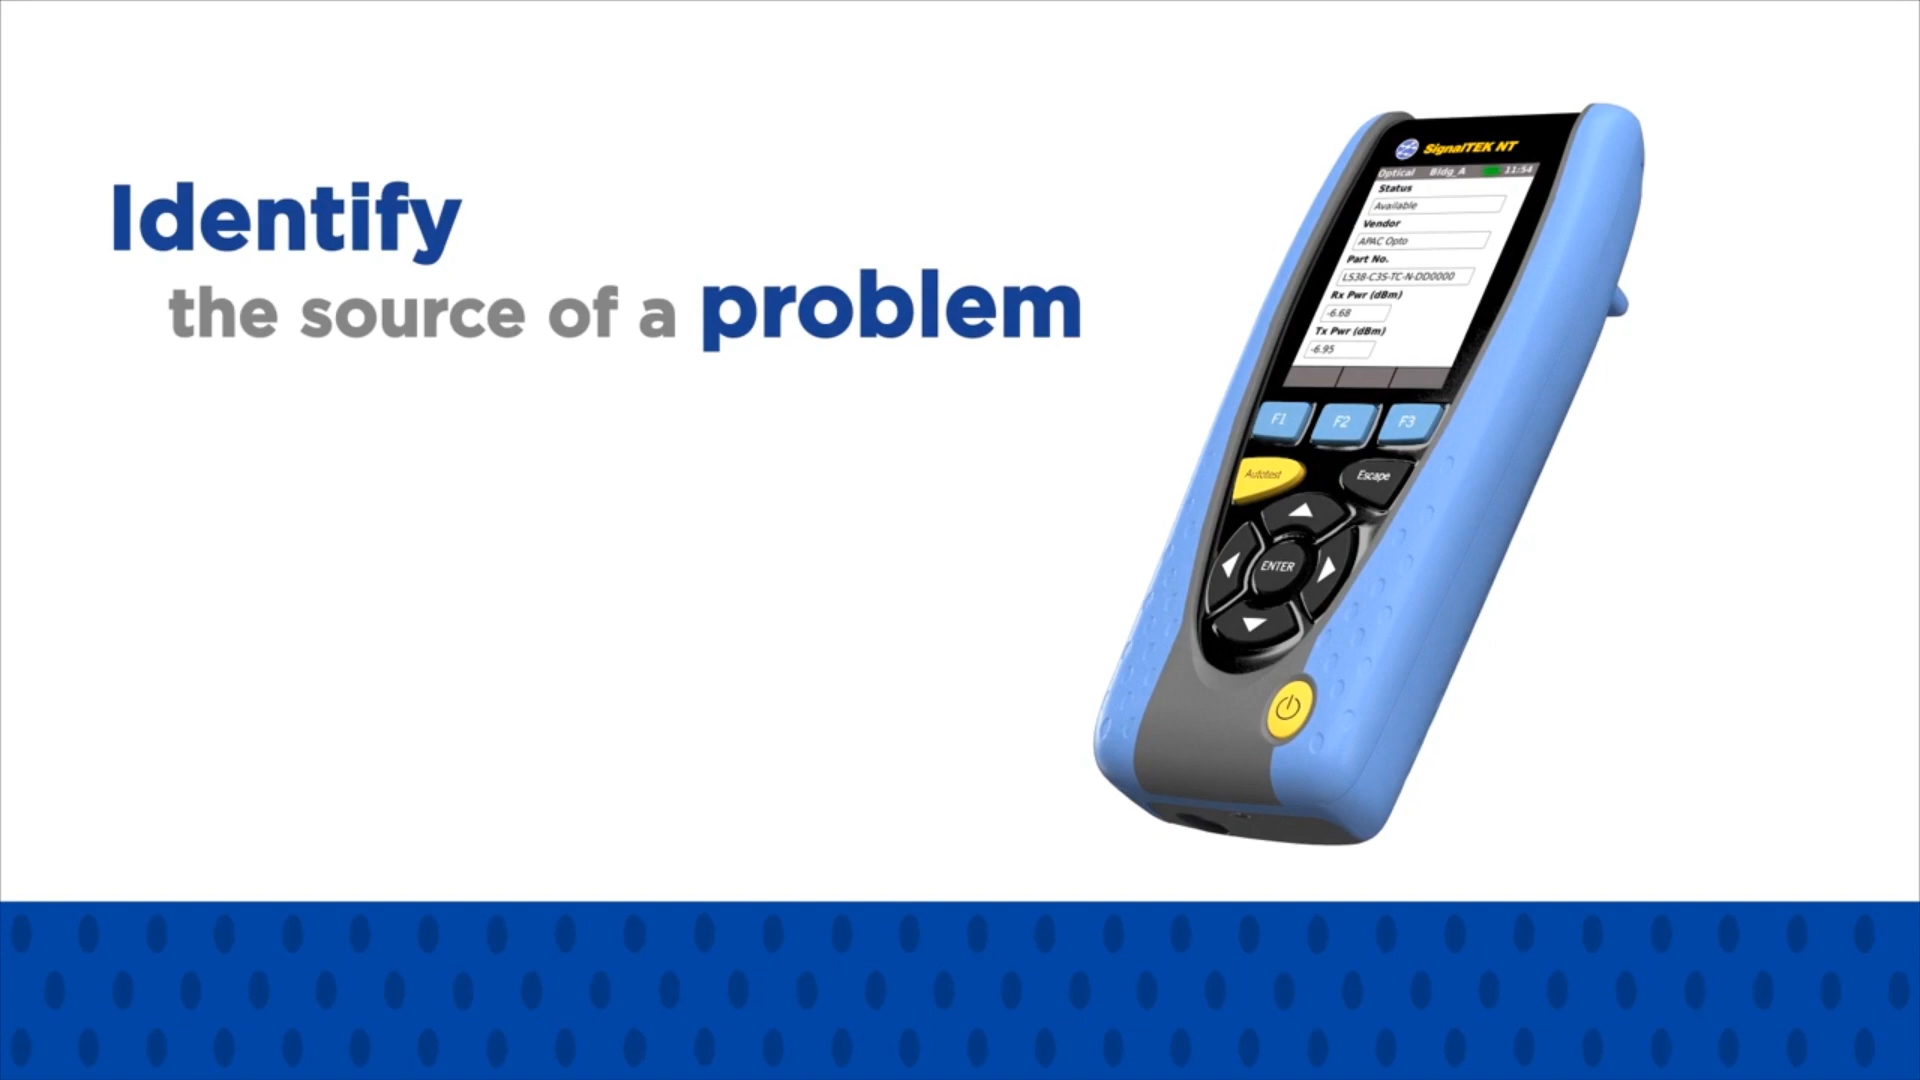 Identify
the source of a problem
SignalTEK NT
Optical Bldg_A 11:54
Status
Available
Vendor
APAC Opto
Part No.
LS38-C3S-TC-N-DD0000
Rx Pwr (dBm)
-6.68
Tx Pwr (dBm)
-6.95
F1 F2 F3
Autotest Escape
ENTER